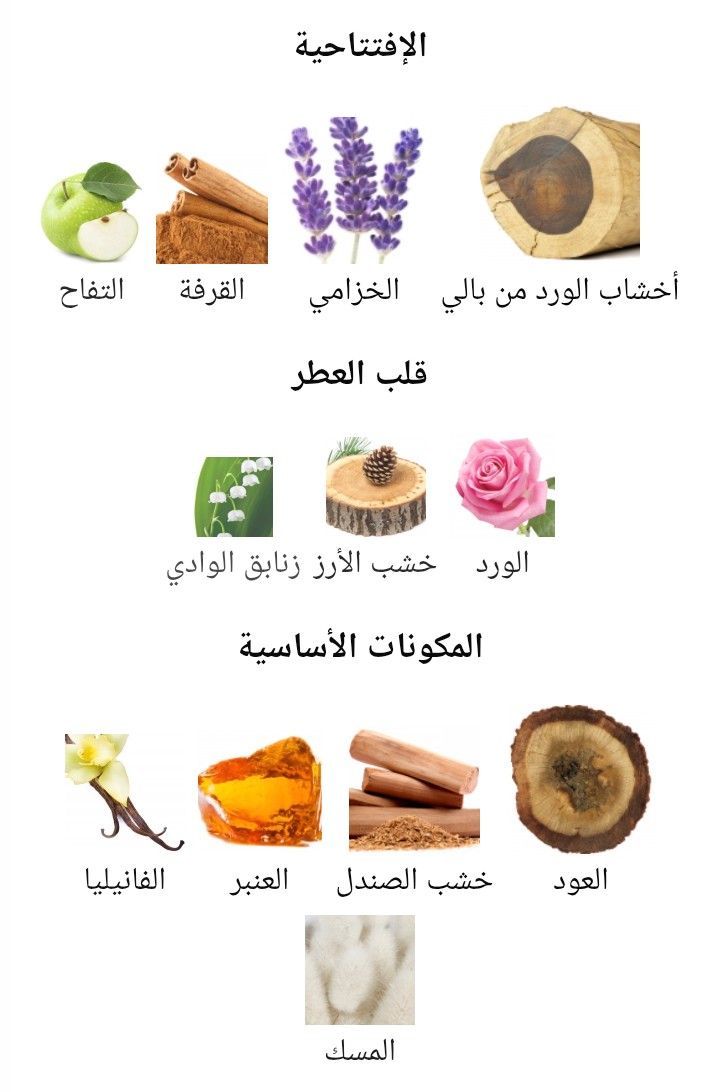 الإفتتاحية
أخشاب الورد من بالي الخزامي القرفة التفاح
قلب العطر
الورد خشب الأرز زنابق الوادي
المكونات الأساسية
العود خشب الصندل العنبر الفانيليا
المسك